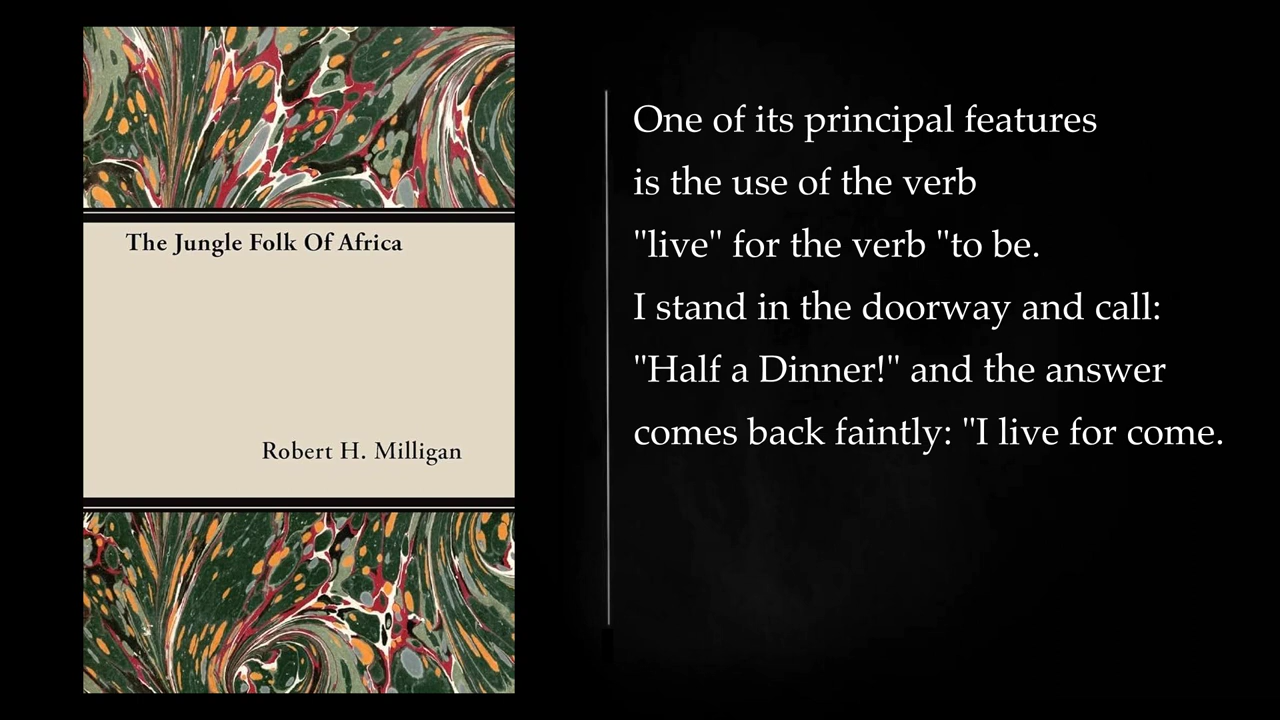 The Jungle Folk Of Africa
Robert H. Milligan
One of its principal features
is the use of the verb
"live" for the verb "to be.
I stand in the doorway and call:
"Half a Dinner!" and the answer
comes back faintly: "I live for come.